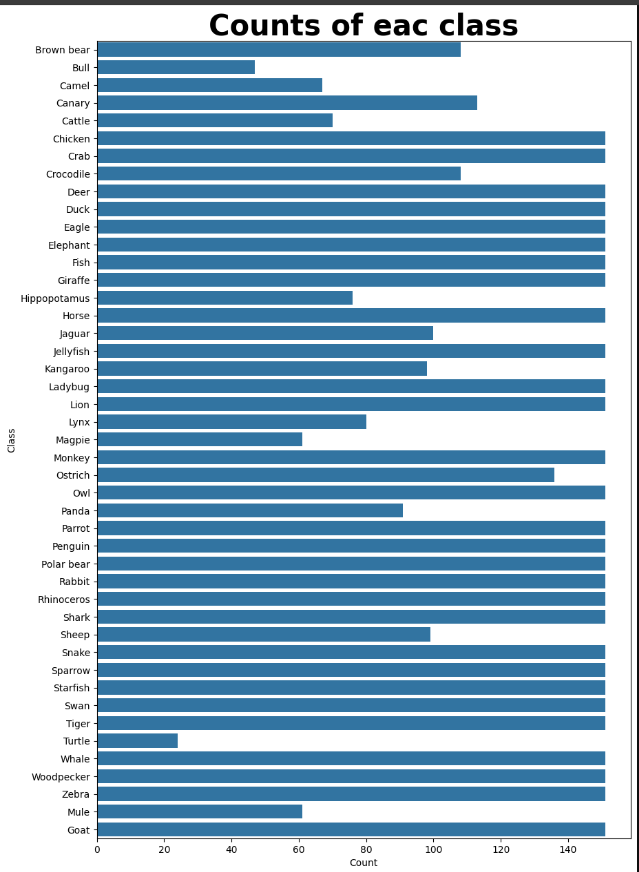 Counts of eac class
Brown bear
Bull
Camel
Canary
Cattle
Chicken
Crab
Crocodile
Deer
Duck
Eagle
Elephant
Fish
Giraffe
Hippopotamus
Horse
Jaguar
Jellyfish
Kangaroo
Ladybug
Lion
Lynx
Magpie
Monkey
Ostrich
Owl
Panda
Parrot
Penguin
Polar bear
Rabbit
Rhinoceros
Shark
Sheep
Snake
Sparrow
Starfish
Swan
Tiger
Turtle
Whale
Woodpecker
Zebra
Mule
Goat
Class
0 20 40 60 80 100 120 140
Count